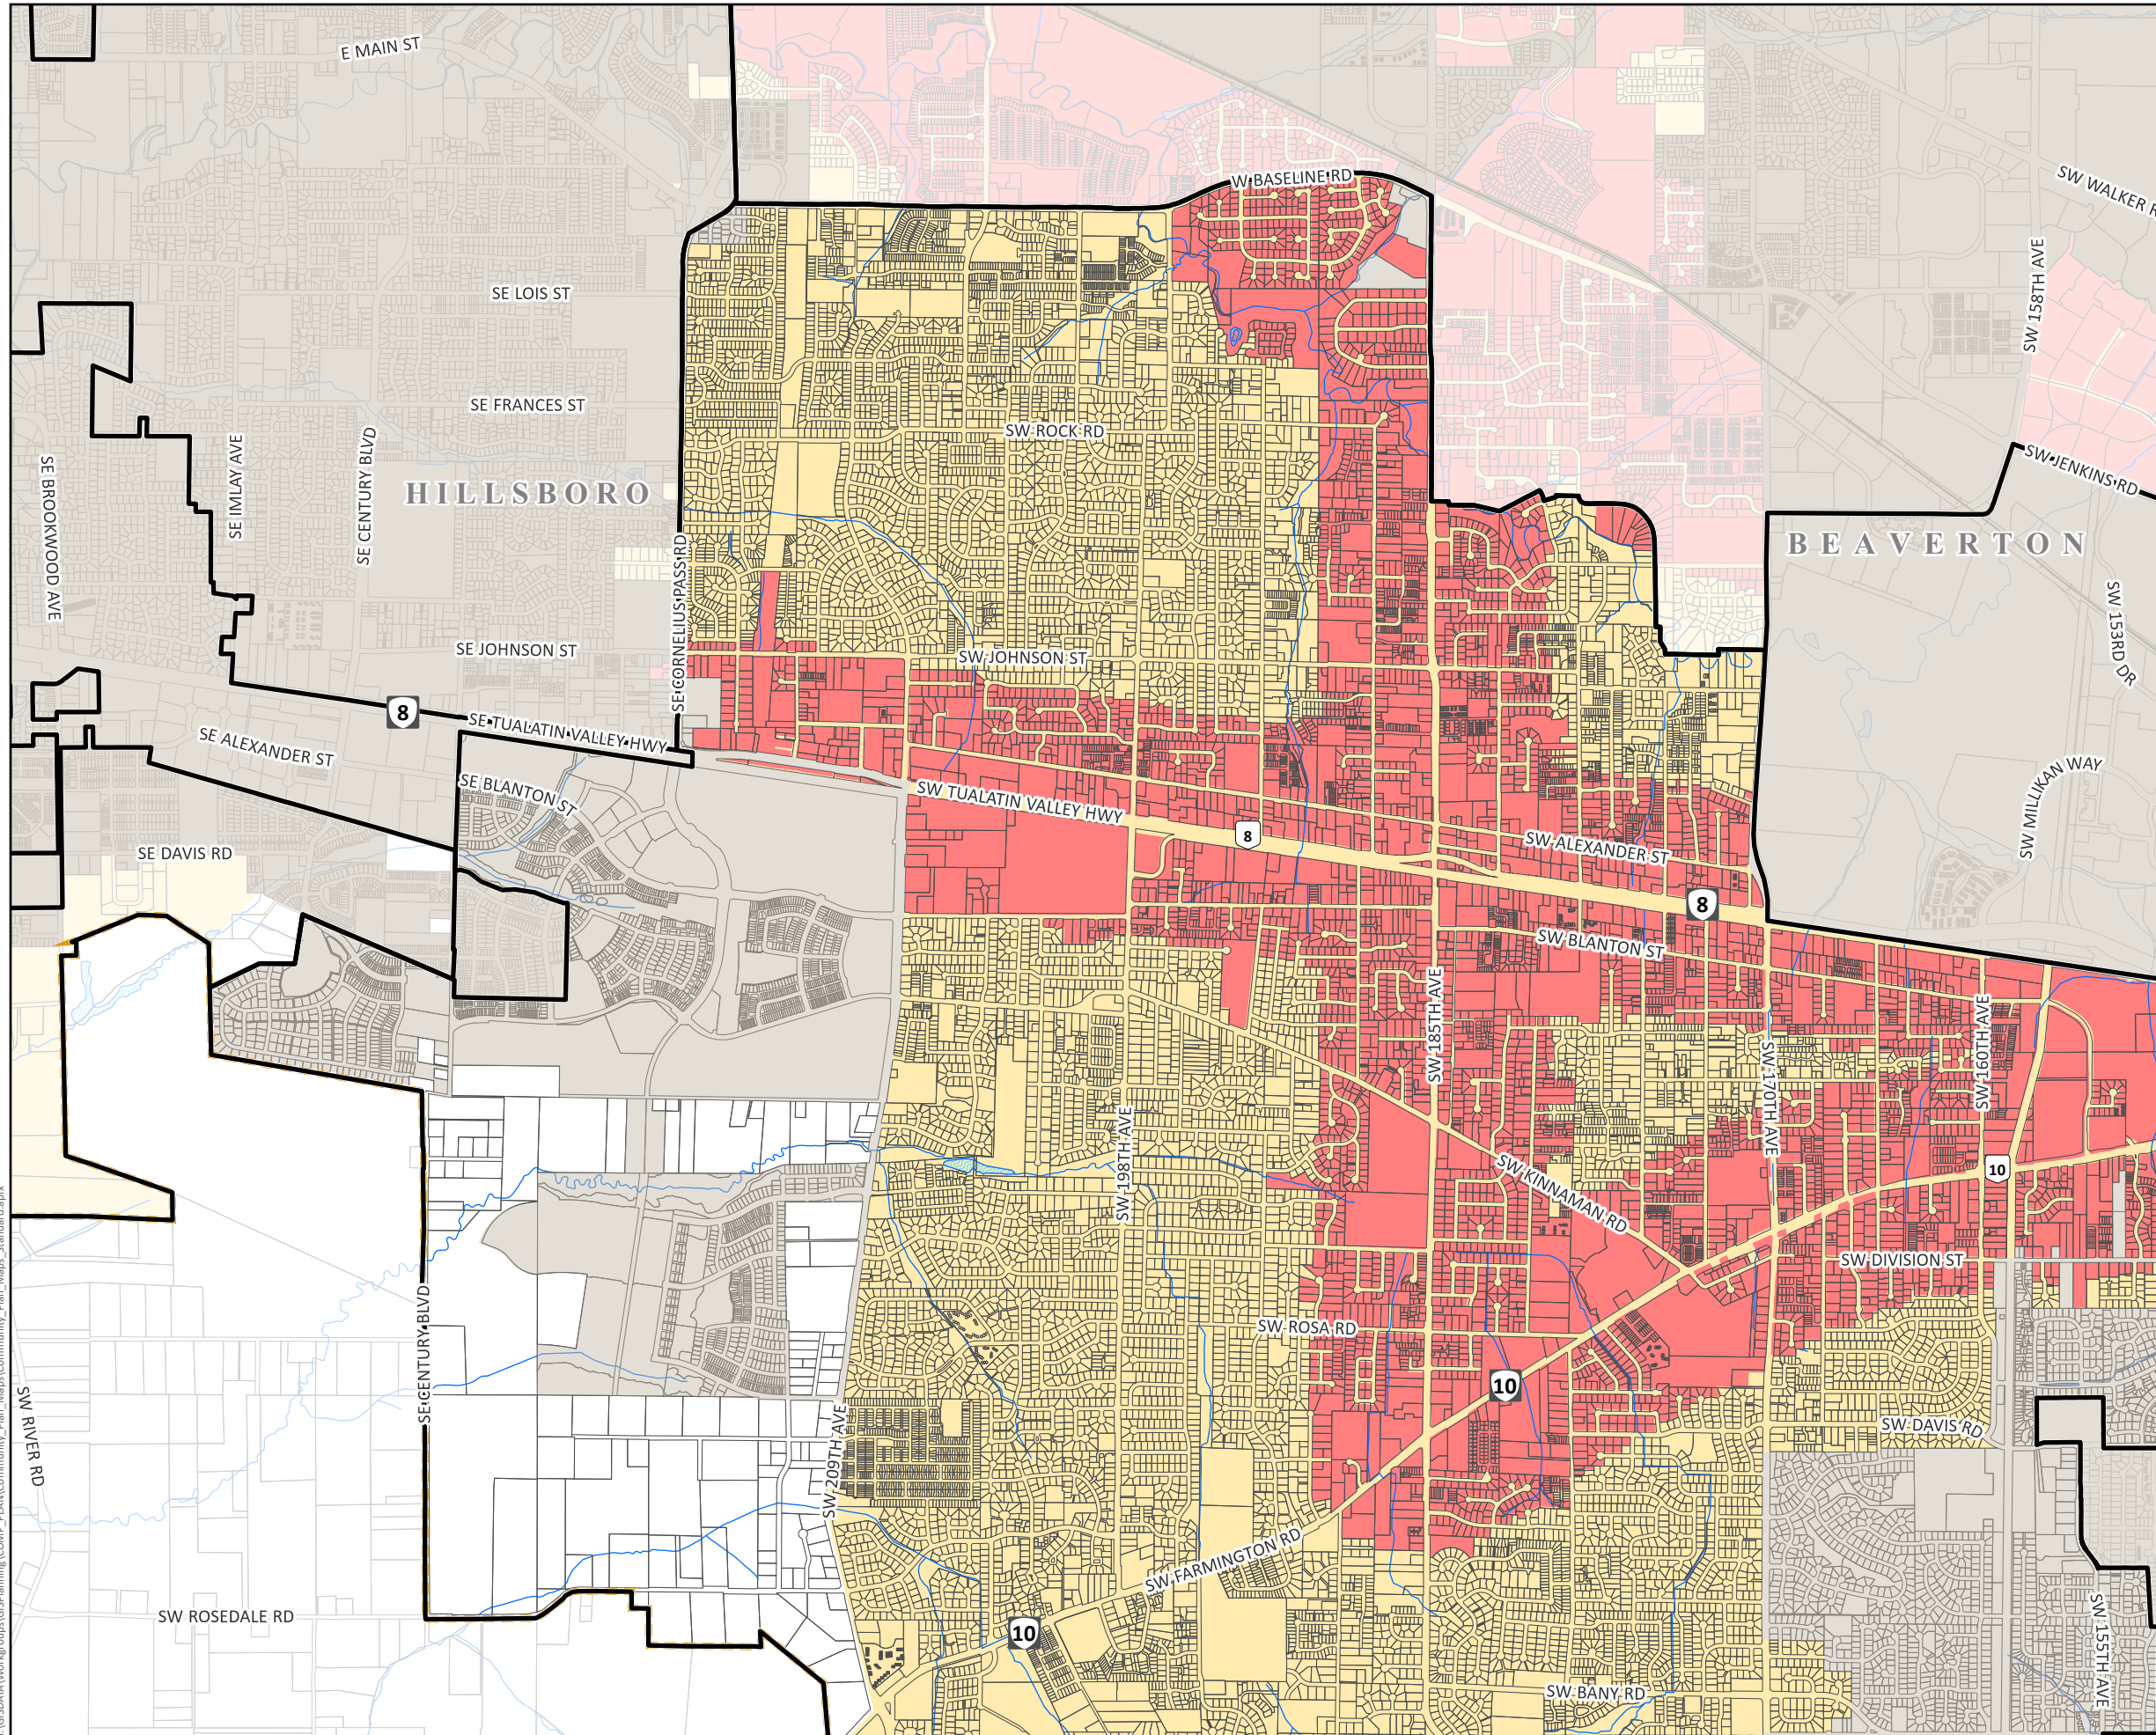 E MAIN ST
W BASELINE RD
SW WALKER R
SE LOIS ST
SW 158TH AVE
SE FRANCES ST
SW ROCK RD
SE BROOKWOOD AVE
SE IMLAY AVE
SE CENTURY BLVD
HILLSBORO
SW JENKINS RD
BEAVERTON
SE CORNELIUS PASS RD
SW 153RD DR
SE JOHNSON ST
SW JOHNSON ST
8
SE TUALATIN VALLEY HWY
SE ALEXANDER ST
SE BLANTON ST
SW TUALATIN VALLEY HWY
8
SW MILLIKAN WAY
SE DAVIS RD
SW ALEXANDER ST
8
SW BLANTON ST
SW 185TH AVE
SW 160TH AVE
SW 170TH AVE
SW 198TH AVE
10
SW KINNAMAN RD
SW DIVISION ST
SW ROSA RD
SE CENTURY BLVD
10
SW RIVER RD
SW 209TH AVE
SW DAVIS RD
SW FARMINGTON RD
SW ROSEDALE RD
10
SW 155TH AVE
SW BANY RD